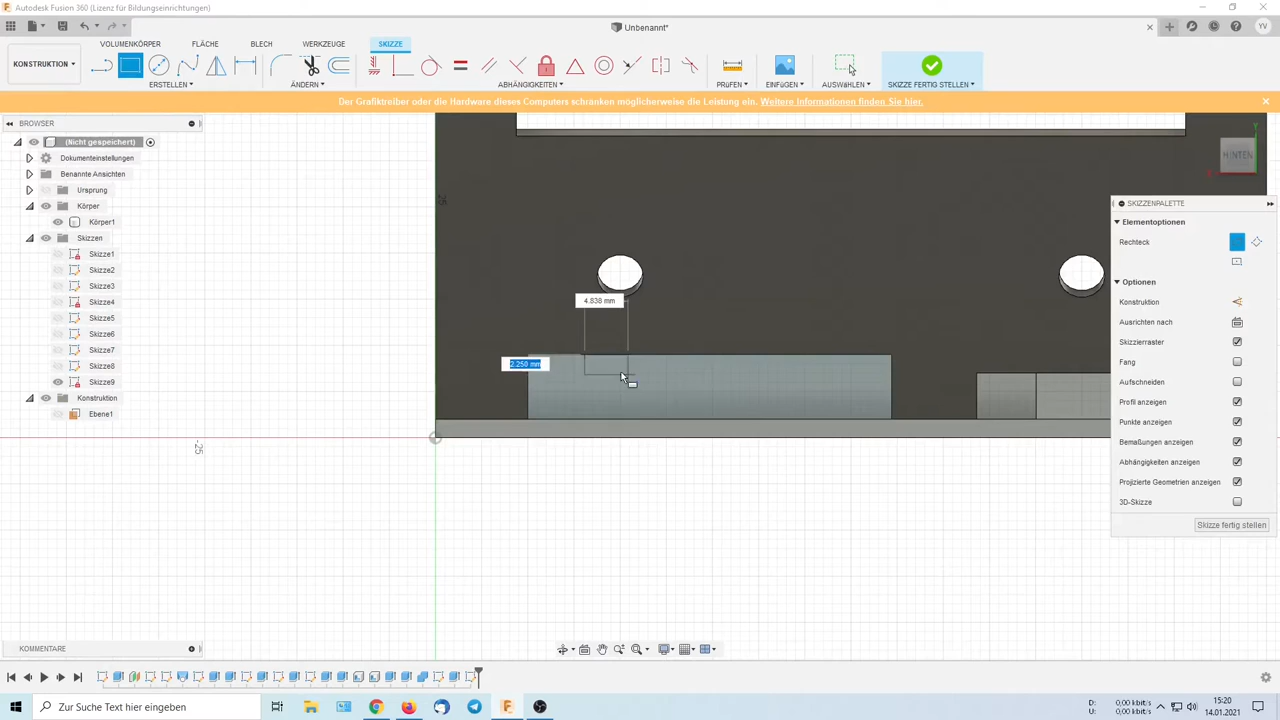 Autodesk Fusion 360 (Lizenz für Bildungseinrichtungen)
Unbenannt*
YV
VOLUMENKÖRPER FLÄCHE BLECH WERKZEUGE SKIZZE
KONSTRUKTION
ERSTELLEN ÄNDERN ABHÄNGIGKEITEN PRÜFEN EINFÜGEN AUSWÄHLEN SKIZZE FERTIG STELLEN
Der Grafiktreiber oder die Hardware dieses Computers schränken möglicherweise die Leistung ein. Weitere Informationen finden Sie hier.
BROWSER
(Nicht gespeichert)
Dokumenteinstellungen
Benannte Ansichten
Ursprung
Körper
Körper1
Skizzen
Skizze1
Skizze2
Skizze3
Skizze4
Skizze5
Skizze6
Skizze7
Skizze8
Skizze9
Konstruktion
Ebene1
25
-25
4.838 mm
2.250 mm
HINTEN
Y
X
SKIZZENPALETTE
Elementoptionen
Rechteck
Optionen
Konstruktion
Ausrichten nach
Skizzierraster
Fang
Aufschneiden
Profil anzeigen
Punkte anzeigen
Bemaßungen anzeigen
Abhängigkeiten anzeigen
Projizierte Geometrien anzeigen
3D-Skizze
Skizze fertig stellen
KOMMENTARE
Zur Suche Text hier eingeben
D: 0,00 kbit/s
U: 0,00 kbit/s
15:20
14.01.2021